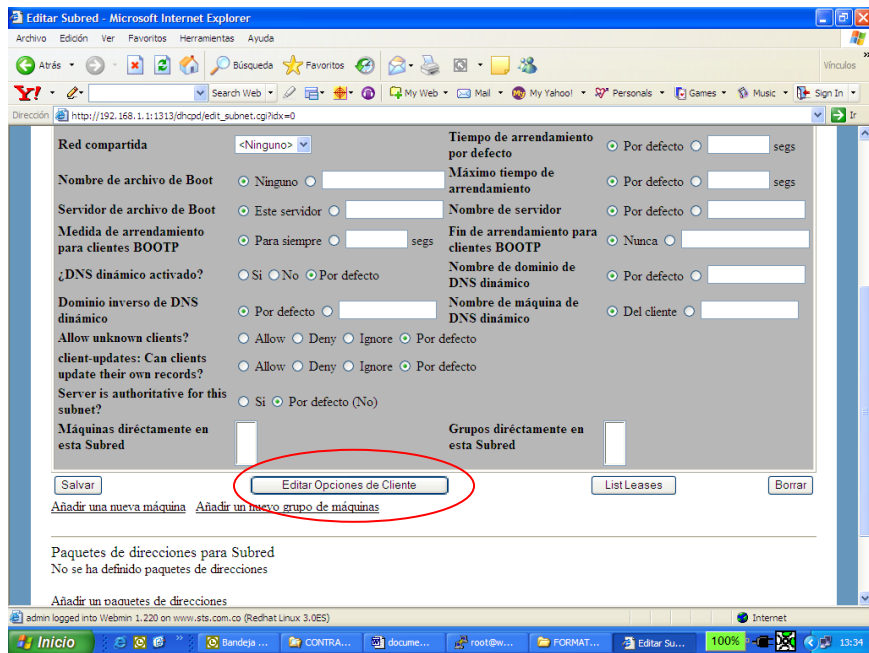 Editar Subred - Microsoft Internet Explorer
Archivo Edición Ver Favoritos Herramientas Ayuda
Atrás Búsqueda Favoritos Vínculos
Y! Search Web My Web Mail My Yahoo! Personals Games Music Sign In
Dirección http://192.168.1.1:1313/dhcpd/edit_subnet.cgi?idx=0 Ir
Red compartida <Ninguno> Tiempo de arrendamiento por defecto Por defecto segs
Nombre de archivo de Boot Ninguno Máximo tiempo de arrendamiento Por defecto segs
Servidor de archivo de Boot Este servidor Nombre de servidor Por defecto
Medida de arrendamiento para clientes BOOTP Para siempre segs Fin de arrendamiento para clientes BOOTP Nunca
¿DNS dinámico activado? Si No Por defecto Nombre de dominio de DNS dinámico Por defecto
Dominio inverso de DNS dinámico Por defecto Nombre de máquina de DNS dinámico Del cliente
Allow unknown clients? Allow Deny Ignore Por defecto
client-updates: Can clients update their own records? Allow Deny Ignore Por defecto
Server is authoritative for this subnet? Si Por defecto (No)
Máquinas diréctamente en esta Subred Grupos diréctamente en esta Subred
Salvar Editar Opciones de Cliente List Leases Borrar
Añadir una nueva máquina Añadir un nuevo grupo de máquinas
Paquetes de direcciones para Subred
No se ha definido paquetes de direcciones
Añadir un paquetes de direcciones
admin logged into Webmin 1.220 on www.sts.com.co (Redhat Linux 3.0ES) Internet
Inicio Bandeja ... CONTRA... docume... root@w... FORMAT... Editar Su... 100% 13:34